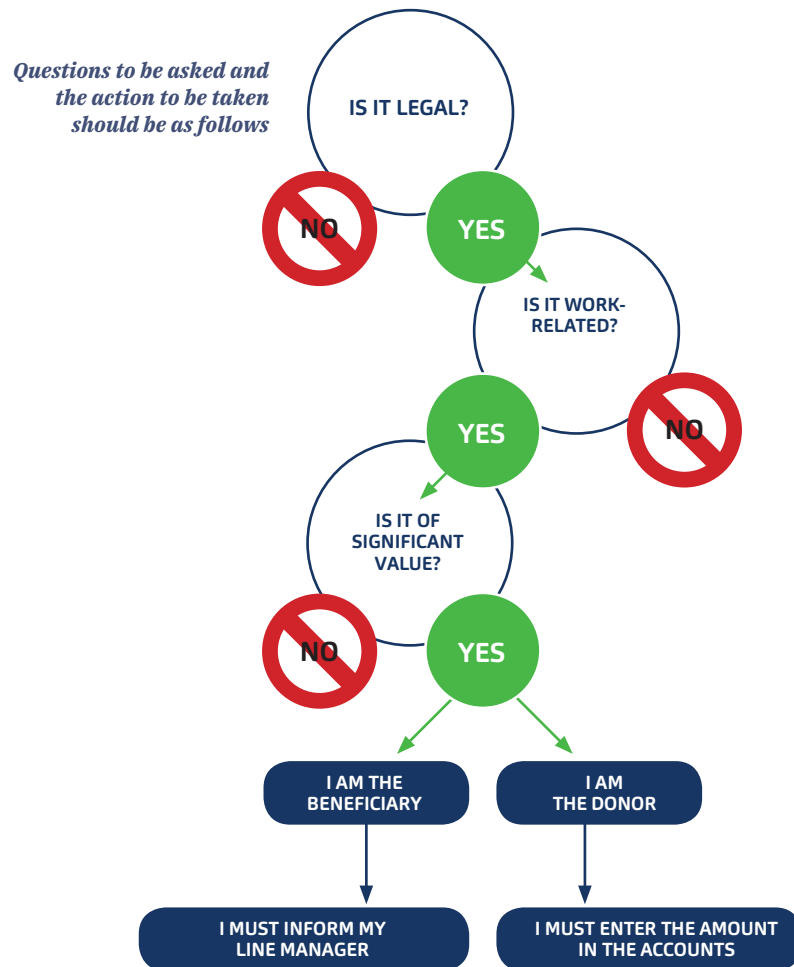 Questions to be asked and
the action to be taken
should be as follows
IS IT LEGAL?
NO
YES
IS IT WORK-
RELATED?
YES
NO
IS IT OF
SIGNIFICANT
VALUE?
NO
YES
I AM THE
BENEFICIARY
I AM
THE DONOR
I MUST INFORM MY
LINE MANAGER
I MUST ENTER THE AMOUNT
IN THE ACCOUNTS